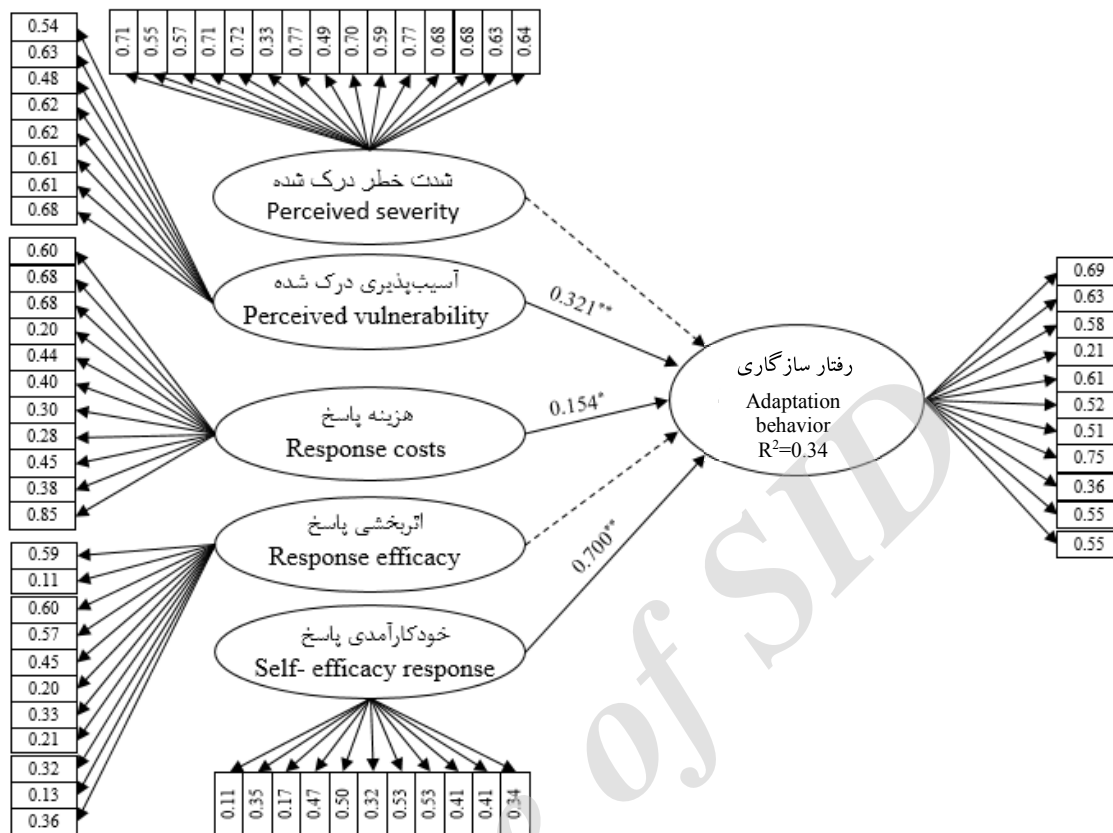 0.54
0.63
0.48
0.62
0.62
0.61
0.61
0.68
0.71 0.55 0.57 0.71 0.72 0.33 0.77 0.49 0.70 0.59 0.77 0.68 0.68 0.63 0.64
شدت خطر درک شده
Perceived severity
آسیب‌پذیری درک شده
Perceived vulnerability
0.321**
0.60
0.68
0.68
0.20
0.44
0.40
0.30
0.28
0.45
0.38
0.85
هزینه پاسخ
Response costs
0.154*
اثربخشی پاسخ
Response efficacy
0.59
0.11
0.60
0.57
0.45
0.20
0.33
0.21
0.32
0.13
0.36
خودکارآمدی پاسخ
Self- efficacy response
0.700**
0.11 0.35 0.17 0.47 0.50 0.32 0.53 0.53 0.41 0.41 0.34
رفتار سازگاری
Adaptation
behavior
R²=0.34
0.69
0.63
0.58
0.21
0.61
0.52
0.51
0.75
0.36
0.55
0.55
of SID